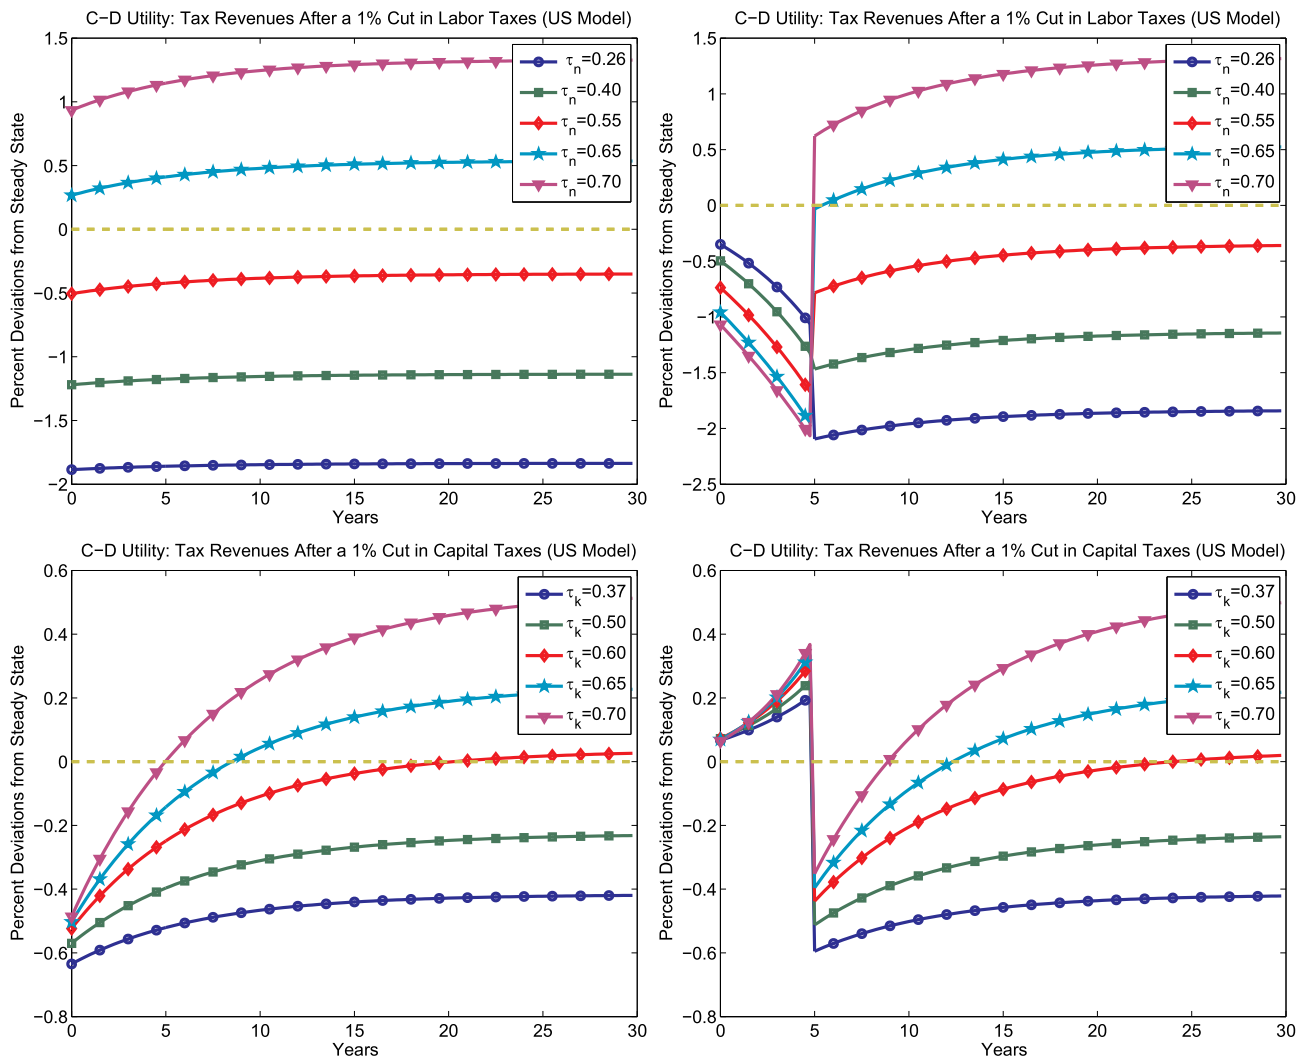 C−D Utility: Tax Revenues After a 1% Cut in Labor Taxes (US Model)
Percent Deviations from Steady State
1.5
1
0.5
0
−0.5
−1
−1.5
−2
0 5 10 15 20 25 30
Years
τn=0.26
τn=0.40
τn=0.55
τn=0.65
τn=0.70
C−D Utility: Tax Revenues After a 1% Cut in Labor Taxes (US Model)
Percent Deviations from Steady State
1.5
1
0.5
0
−0.5
−1
−1.5
−2
−2.5
0 5 10 15 20 25 30
Years
τn=0.26
τn=0.40
τn=0.55
τn=0.65
τn=0.70
C−D Utility: Tax Revenues After a 1% Cut in Capital Taxes (US Model)
Percent Deviations from Steady State
0.6
0.4
0.2
0
−0.2
−0.4
−0.6
−0.8
0 5 10 15 20 25 30
Years
τk=0.37
τk=0.50
τk=0.60
τk=0.65
τk=0.70
C−D Utility: Tax Revenues After a 1% Cut in Capital Taxes (US Model)
Percent Deviations from Steady State
0.6
0.4
0.2
0
−0.2
−0.4
−0.6
−0.8
0 5 10 15 20 25 30
Years
τk=0.37
τk=0.50
τk=0.60
τk=0.65
τk=0.70